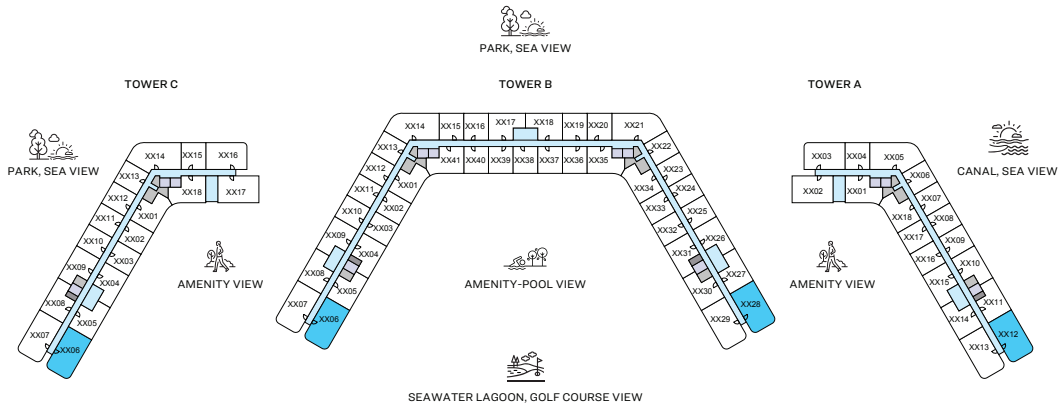 PARK, SEA VIEW
TOWER C
TOWER B
TOWER A
PARK, SEA VIEW
CANAL, SEA VIEW
XX14
XX15
XX16
XX13
XX18
XX17
XX12
XX01
XX11
XX02
XX10
XX03
XX09
XX04
XX08
XX05
XX07
XX06
AMENITY VIEW
XX14
XX15
XX16
XX17
XX18
XX19
XX20
XX21
XX13
XX41
XX40
XX39
XX38
XX37
XX36
XX35
XX22
XX12
XX01
XX34
XX23
XX11
XX02
XX33
XX24
XX10
XX03
XX32
XX25
XX09
XX04
XX31
XX26
XX08
XX05
XX30
XX27
XX07
XX06
XX29
XX28
AMENITY-POOL VIEW
XX03
XX04
XX05
XX02
XX01
XX06
XX18
XX07
XX17
XX08
XX16
XX09
XX15
XX10
XX14
XX11
XX13
XX12
AMENITY VIEW
SEAWATER LAGOON, GOLF COURSE VIEW